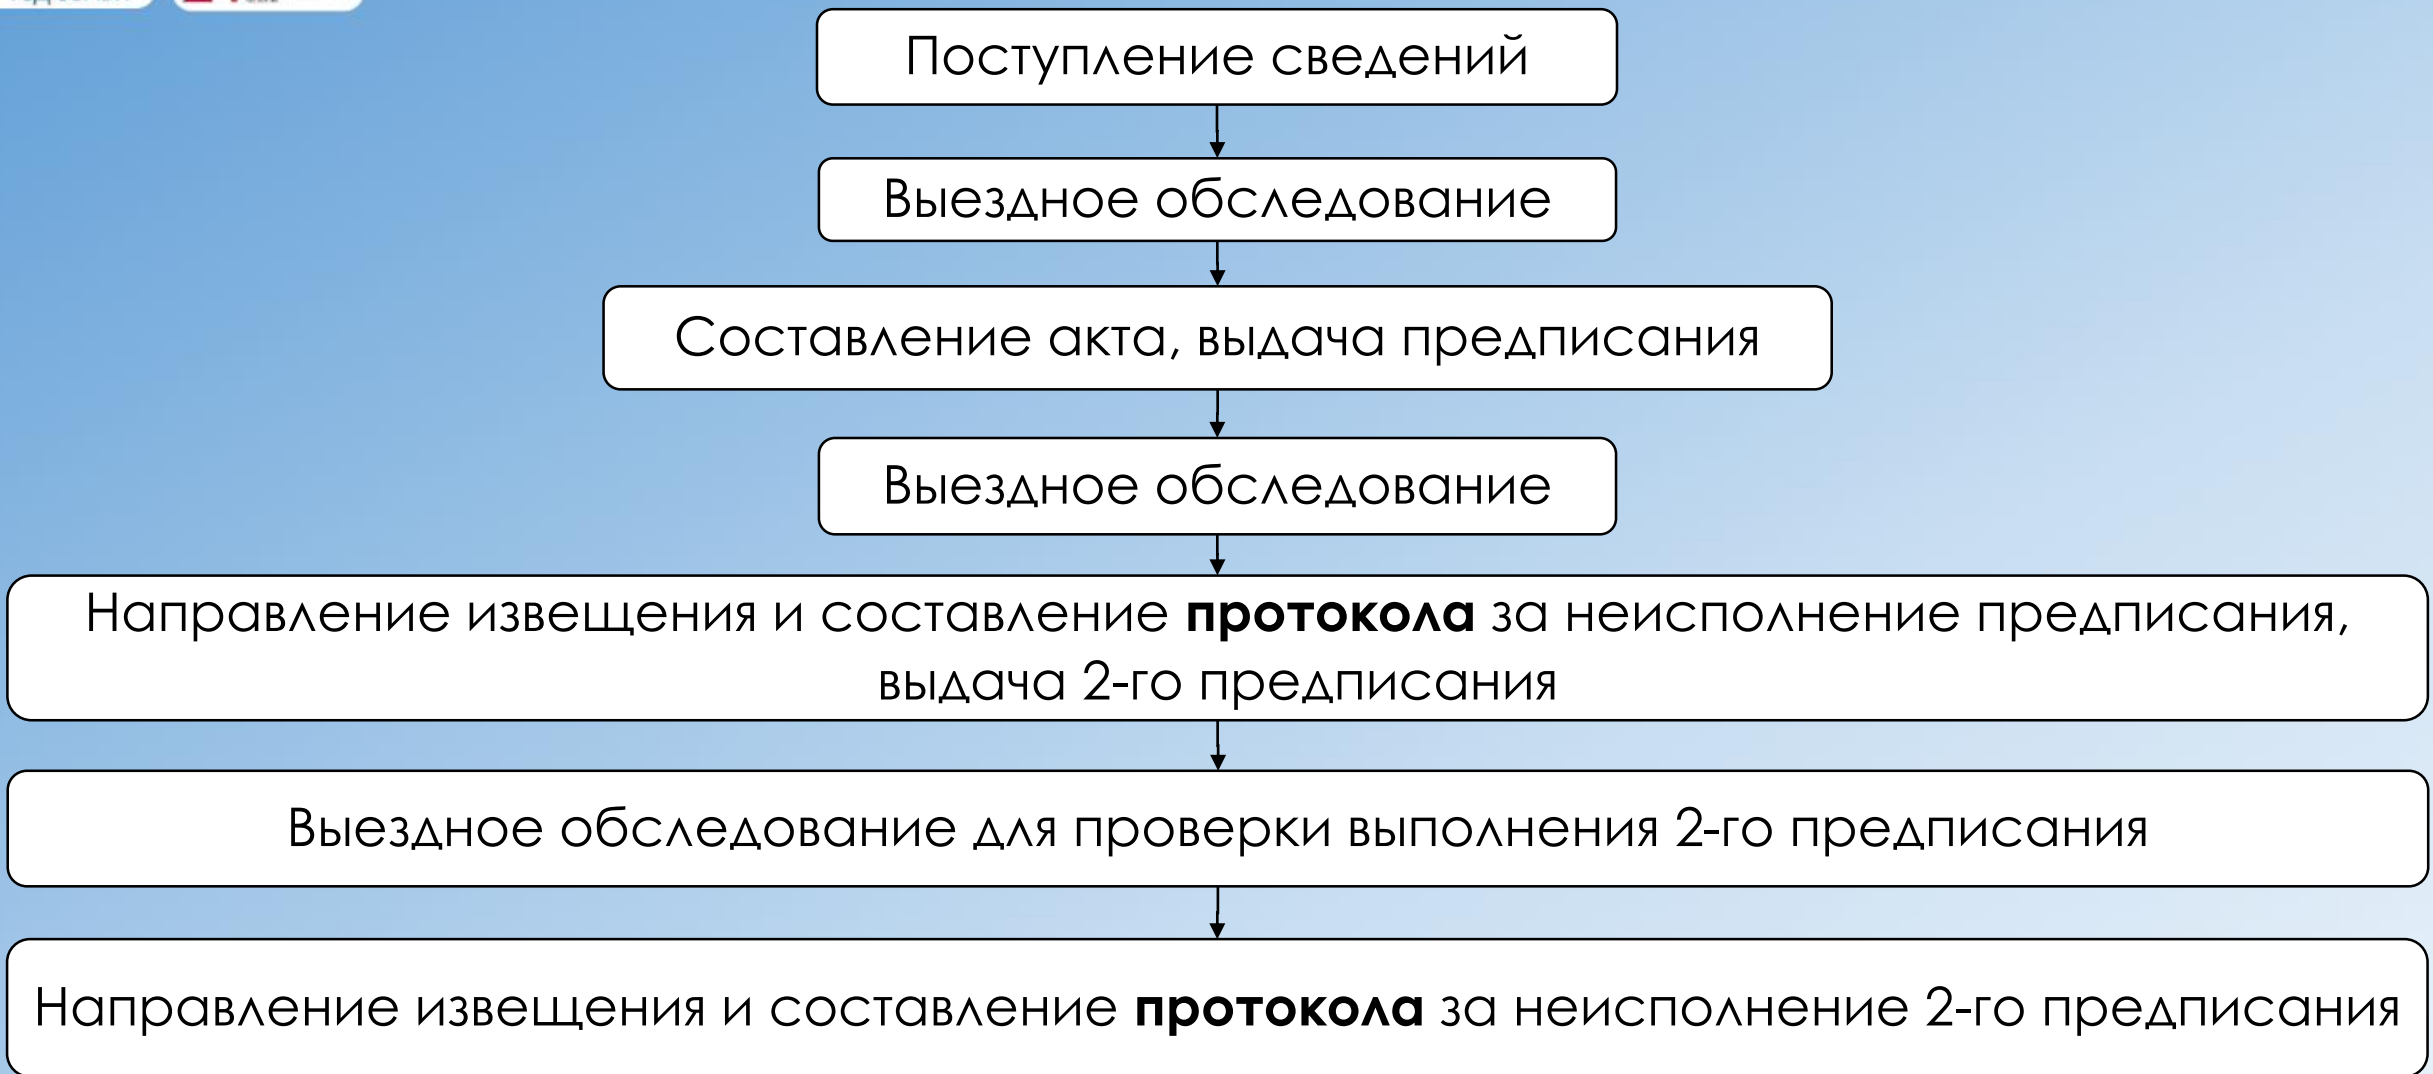 Поступление сведений
Выездное обследование
Составление акта, выдача предписания
Выездное обследование
Направление извещения и составление протокола за неисполнение предписания,
выдача 2-го предписания
Выездное обследование для проверки выполнения 2-го предписания
Направление извещения и составление протокола за неисполнение 2-го предписания